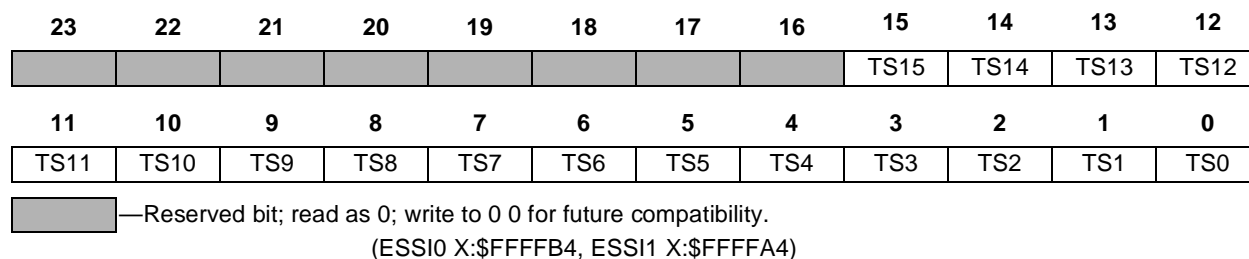 23 22 21 20 19 18 17 16 15 14 13 12
TS15 TS14 TS13 TS12
11 10 9 8 7 6 5 4 3 2 1 0
TS11 TS10 TS9 TS8 TS7 TS6 TS5 TS4 TS3 TS2 TS1 TS0
—Reserved bit; read as 0; write to 0 0 for future compatibility.
(ESSI0 X:$FFFFB4, ESSI1 X:$FFFFA4)